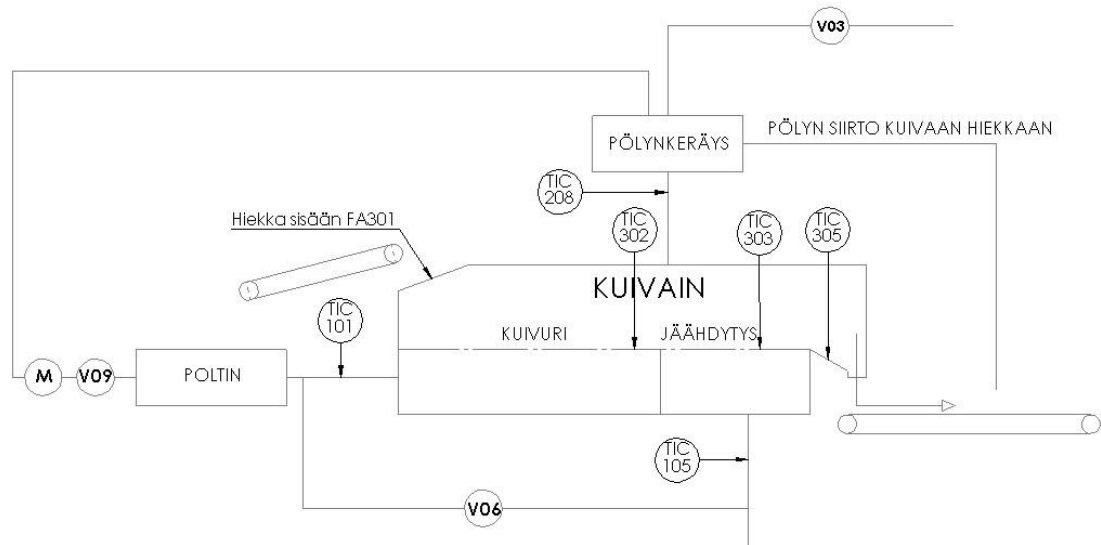 V03
PÖLYNKERÄYS
PÖLYN SIIRTO KUIVAAN HIEKKAAN
TIC
208
Hiekka sisään FA301
TIC
302
TIC
303
TIC
305
KUIVAIN
TIC
101
KUIVURI
JÄÄHDYTYS
M
V09
POLTIN
TIC
105
V06